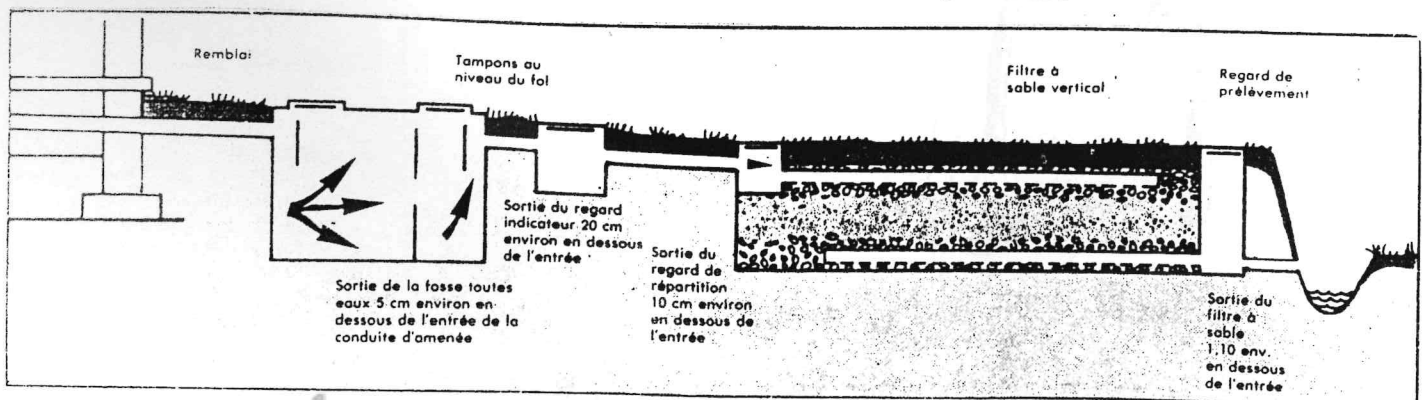 Remblai
Tampons au
niveau du fol
Filtre à
sable vertical
Regard de
prélèvement
Sortie du regard
indicateur 20 cm
environ en dessous
de l'entrée
Sortie de la fosse toutes
eaux 5 cm environ en
dessous de l'entrée de la
conduite d'amenée
Sortie du
regard de
répartition
10 cm environ
en dessous de
l'entrée
Sortie du
filtre à
sable
1,10 env.
en dessous
de l'entrée